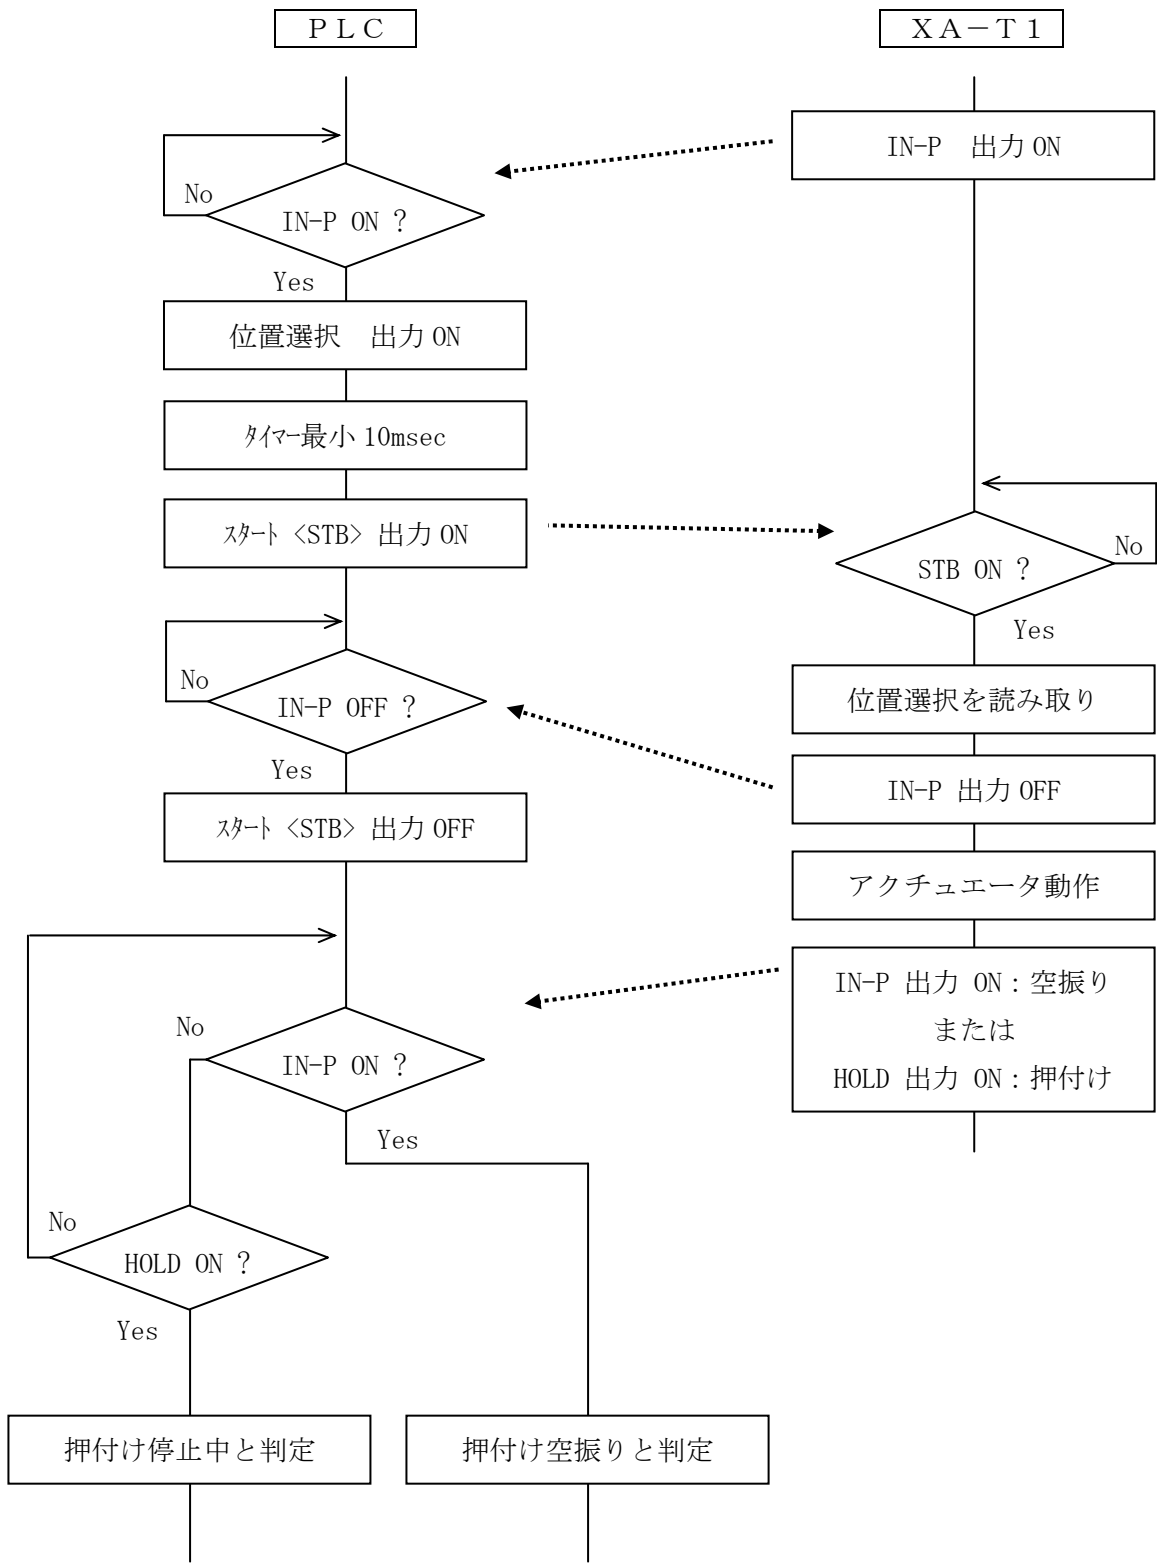 ＰＬＣ
ＸＡ－Ｔ１
IN-P　出力 ON
No
IN-P ON ？
Yes
位置選択　出力 ON
ﾀｲﾏｰ最小 10msec
ｽﾀｰﾄ <STB> 出力 ON
No
STB ON ？
Yes
No
IN-P OFF ？
Yes
位置選択を読み取り
IN-P 出力 OFF
ｽﾀｰﾄ <STB> 出力 OFF
アクチュエータ動作
IN-P 出力 ON：空振り
または
HOLD 出力 ON：押付け
No
IN-P ON ？
Yes
No
HOLD ON ？
Yes
押付け停止中と判定
押付け空振りと判定